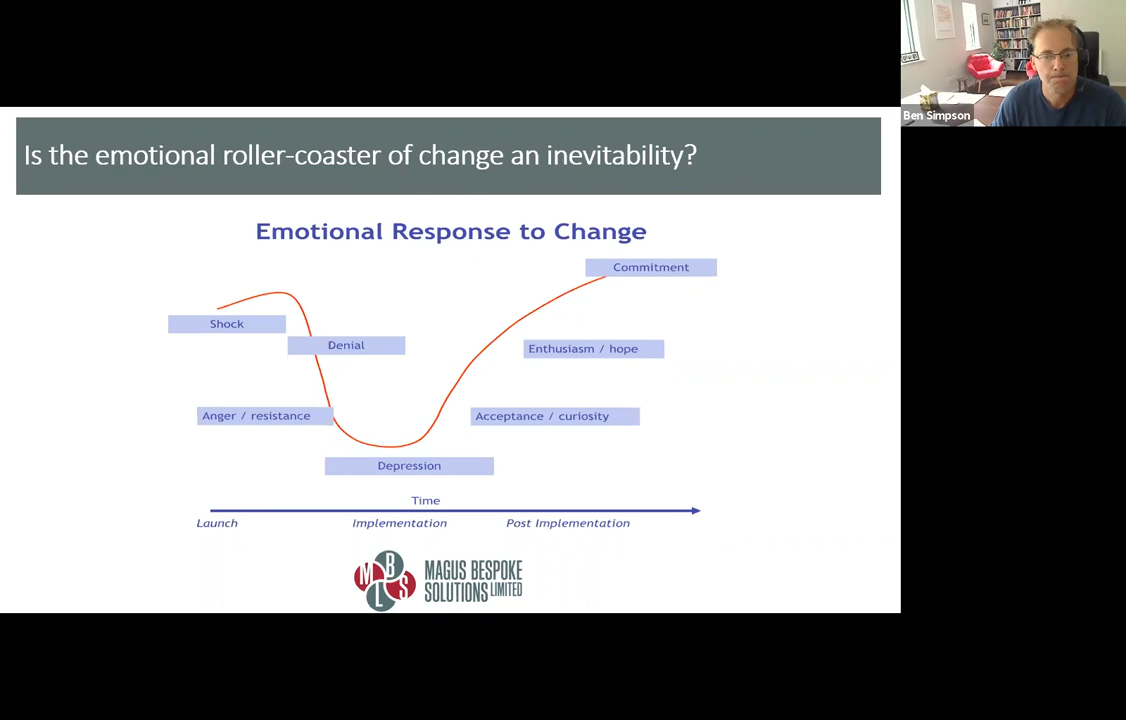 Ben Simpson
Is the emotional roller-coaster of change an inevitability?
Emotional Response to Change
Commitment
Shock
Denial
Enthusiasm / hope
Anger / resistance
Acceptance / curiosity
Depression
Time
Launch
Implementation
Post Implementation
M B L S
MAGUS BESPOKE
SOLUTIONS LIMITED